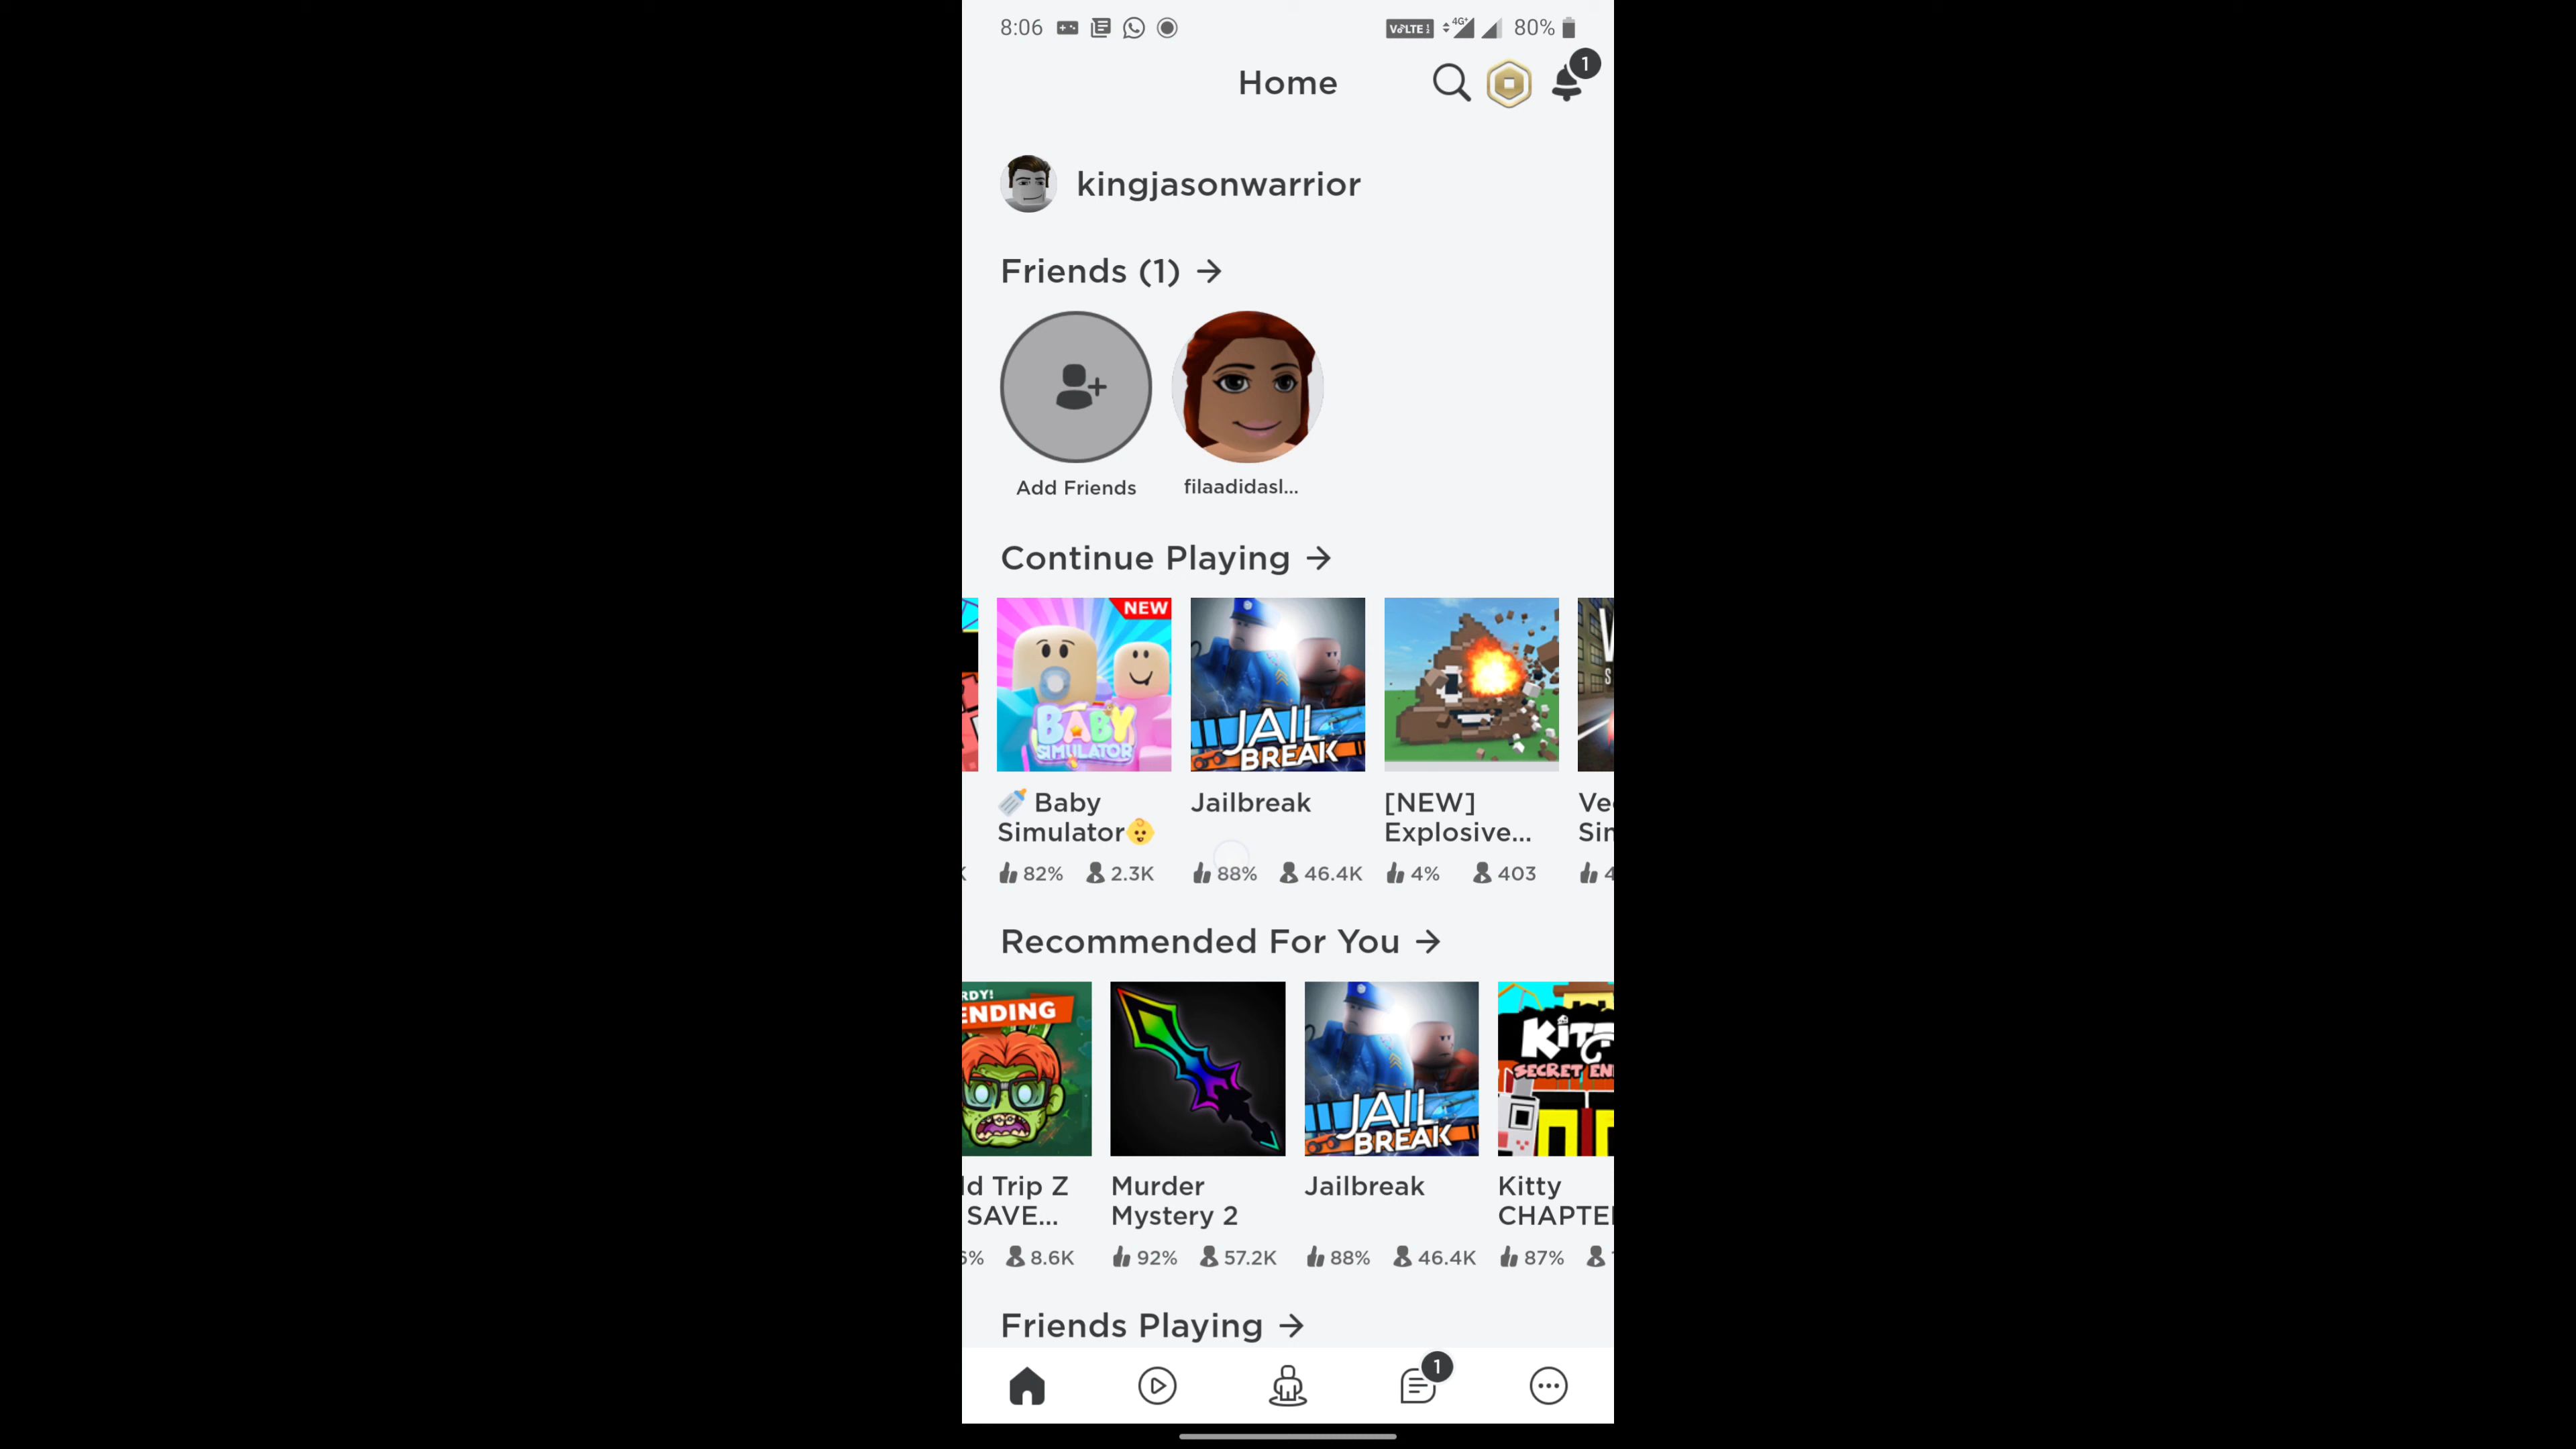 8:06 VoLTE 4G+ 80%
Home 1
kingjasonwarrior
Friends (1) →
Add Friends filaadidasl...
Continue Playing →
NEW
BABY
SIMULATOR
JAIL
BREAK
🍼 Baby Simulator👶
82% 2.3K
Jailbreak
88% 46.4K
[NEW]
Explosive...
4% 403
Recommended For You →
ENDING
JAIL
BREAK
d Trip Z
SAVE...
8.6K
Murder
Mystery 2
92% 57.2K
Jailbreak
88% 46.4K
Kitty
87%
Friends Playing →
1